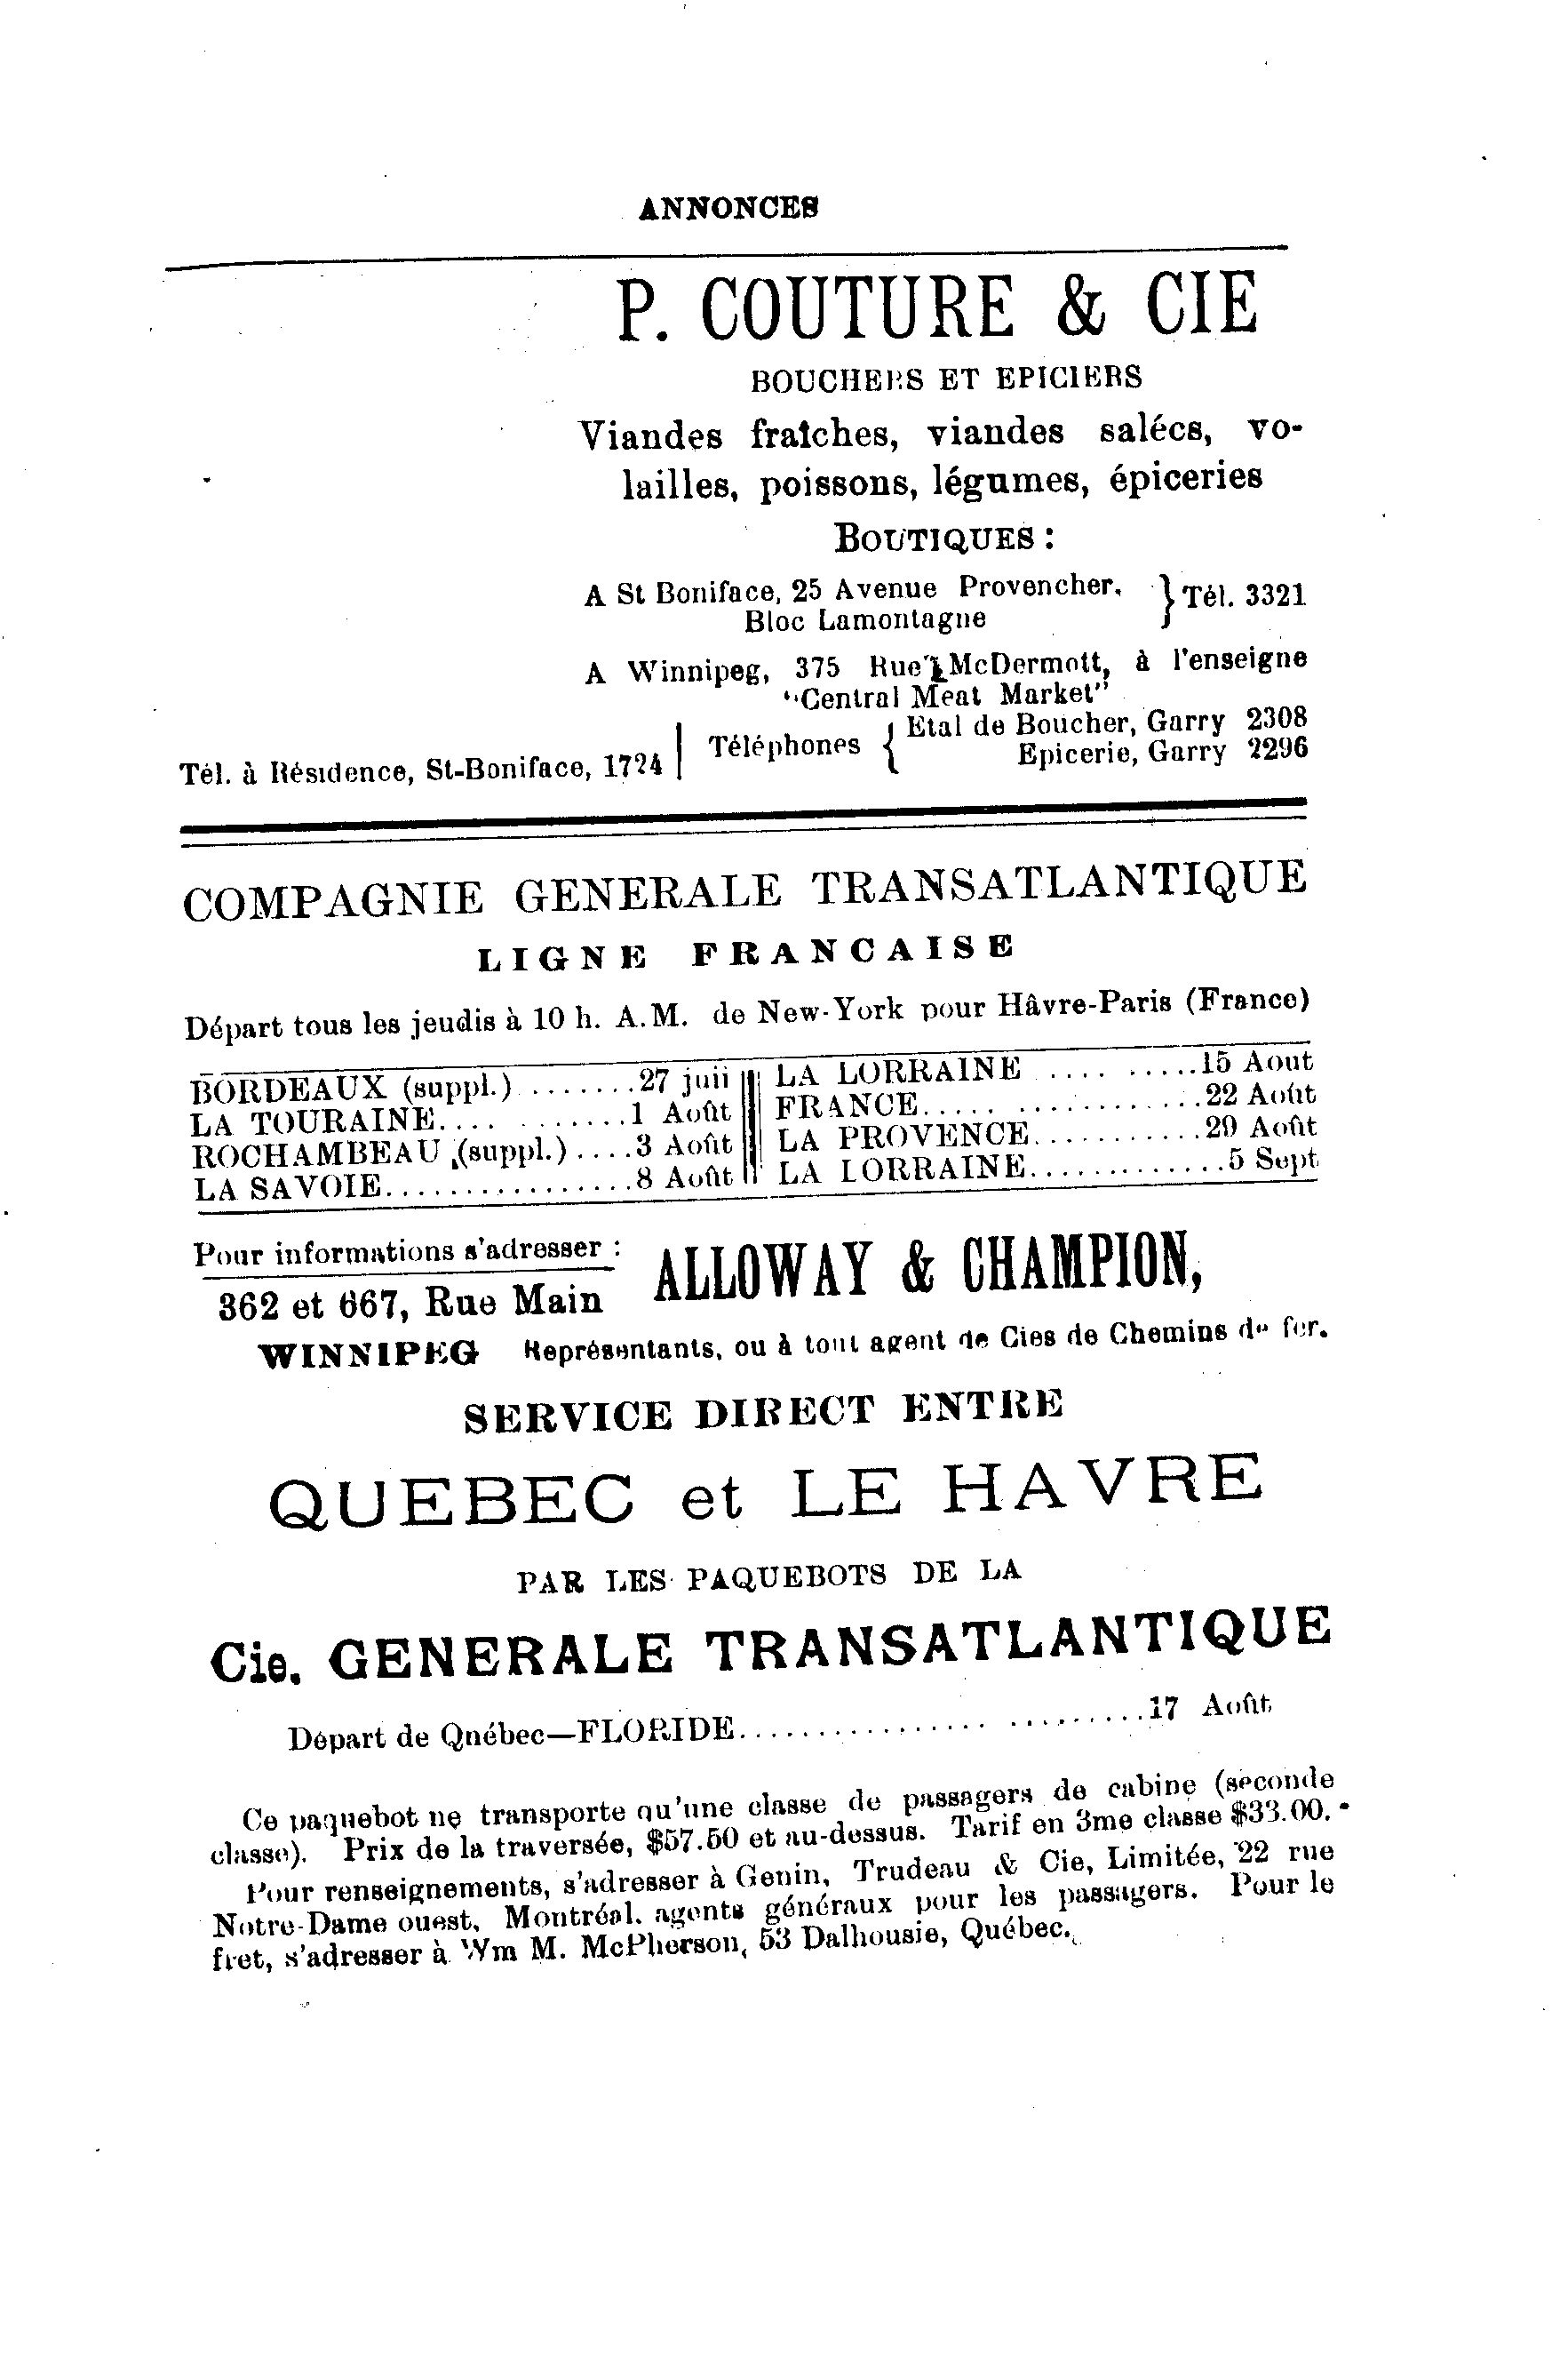 ANNONCES
P. COUTURE & CIE
BOUCHERS ET EPICIERS
Viandes fraîches, viandes salées, vo-
lailles, poissons, légumes, épiceries
BOUTIQUES :
A St Boniface, 25 Avenue Provencher,
Bloc Lamontagne
} Tél. 3321
A Winnipeg, 375 Rue McDermott, à l'enseigne
"Central Meat Market"
Tél. à Résidence, St-Boniface, 1724 | Téléphones { Etal de Boucher, Garry 2308
Epicerie, Garry 2296
COMPAGNIE GENERALE TRANSATLANTIQUE
LIGNE FRANCAISE
Départ tous les jeudis à 10 h. A.M. de New-York pour Hâvre-Paris (France)
BORDEAUX (suppl.) .......27 juil
LA TOURAINE.... ........1 Août
ROCHAMBEAU (suppl.)....3 Août
LA SAVOIE.................8 Août
LA LORRAINE .... .....15 Aout
FRANCE..... .............22 Août
LA PROVENCE...........29 Août
LA LORRAINE.............5 Sept
Pour informations s'adresser :
362 et 667, Rue Main
WINNIPEG
ALLOWAY & CHAMPION,
Représentants, ou à tout agent de Cies de Chemins de fer.
SERVICE DIRECT ENTRE
QUEBEC et LE HAVRE
PAR LES PAQUEBOTS DE LA
Cie. GENERALE TRANSATLANTIQUE
Départ de Québec—FLORIDE................ .........17 Août
Ce paquebot ne transporte qu'une classe de passagers de cabine (seconde
classe). Prix de la traversée, $57.50 et au-dessus. Tarif en 3me classe $33.00.
Pour renseignements, s'adresser à Genin, Trudeau & Cie, Limitée, 22 rue
Notre-Dame ouest, Montréal. agents généraux pour les passagers. Pour le
fret, s'adresser à Wm M. McPherson, 53 Dalhousie, Québec.